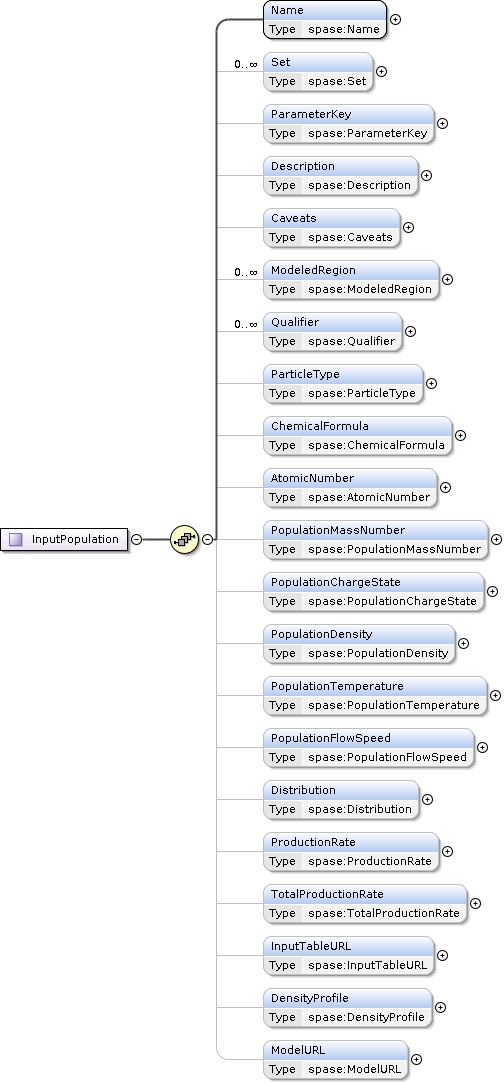 Name
Type spase:Name
0..∞
Set
Type spase:Set
ParameterKey
Type spase:ParameterKey
Description
Type spase:Description
Caveats
Type spase:Caveats
0..∞
ModeledRegion
Type spase:ModeledRegion
0..∞
Qualifier
Type spase:Qualifier
ParticleType
Type spase:ParticleType
ChemicalFormula
Type spase:ChemicalFormula
AtomicNumber
Type spase:AtomicNumber
InputPopulation
PopulationMassNumber
Type spase:PopulationMassNumber
PopulationChargeState
Type spase:PopulationChargeState
PopulationDensity
Type spase:PopulationDensity
PopulationTemperature
Type spase:PopulationTemperature
PopulationFlowSpeed
Type spase:PopulationFlowSpeed
Distribution
Type spase:Distribution
ProductionRate
Type spase:ProductionRate
TotalProductionRate
Type spase:TotalProductionRate
InputTableURL
Type spase:InputTableURL
DensityProfile
Type spase:DensityProfile
ModelURL
Type spase:ModelURL